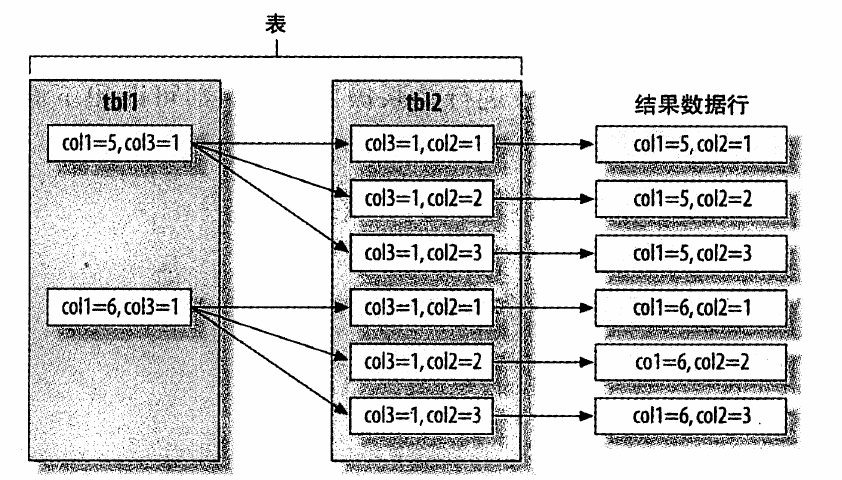 表
tbl1
tbl2
结果数据行
col1=5, col3=1
col3=1, col2=1
col1=5, col2=1
col3=1, col2=2
col1=5, col2=2
col3=1, col2=3
col1=5, col2=3
col1=6, col3=1
col3=1, col2=1
col1=6, col2=1
col3=1, col2=2
co1=6, col2=2
col3=1, col2=3
col1=6, col2=3